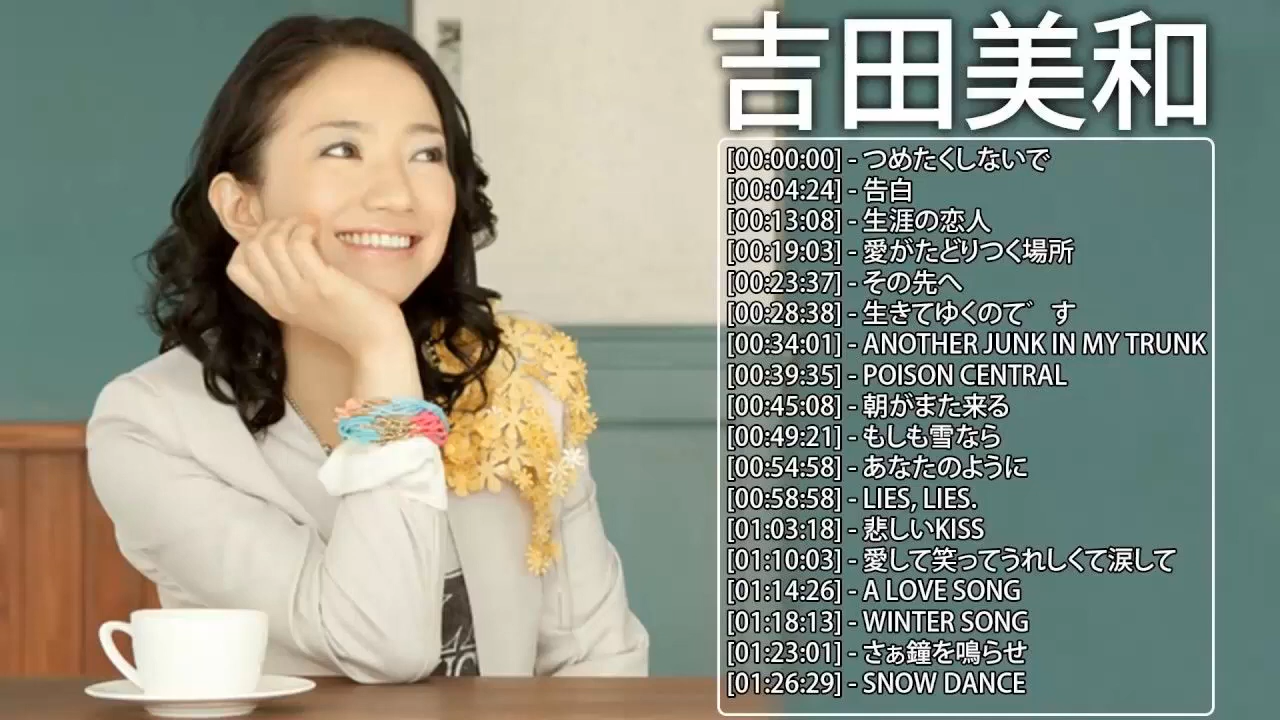 吉田美和
[00:00:00] - つめたくしないで
[00:04:24] - 告白
[00:13:08] - 生涯の恋人
[00:19:03] - 愛がたどりつく場所
[00:23:37] - その先へ
[00:28:38] - 生きてゆくので゛す
[00:34:01] - ANOTHER JUNK IN MY TRUNK
[00:39:35] - POISON CENTRAL
[00:45:08] - 朝がまた来る
[00:49:21] - もしも雪なら
[00:54:58] - あなたのように
[00:58:58] - LIES, LIES.
[01:03:18] - 悲しいKISS
[01:10:03] - 愛して笑ってうれしくて涙して
[01:14:26] - A LOVE SONG
[01:18:13] - WINTER SONG
[01:23:01] - さぁ鐘を鳴らせ
[01:26:29] - SNOW DANCE